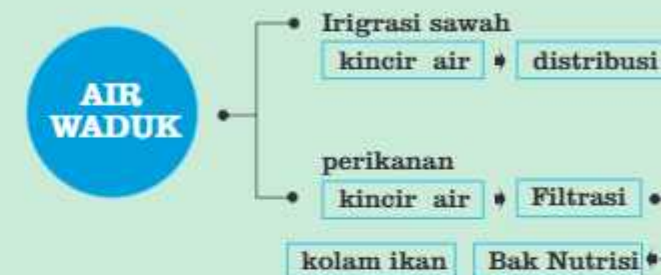 AIR
WADUK
Irigrasi sawah
kincir air
distribusi
perikanan
kincir air
Filtrasi
kolam ikan
Bak Nutrisi